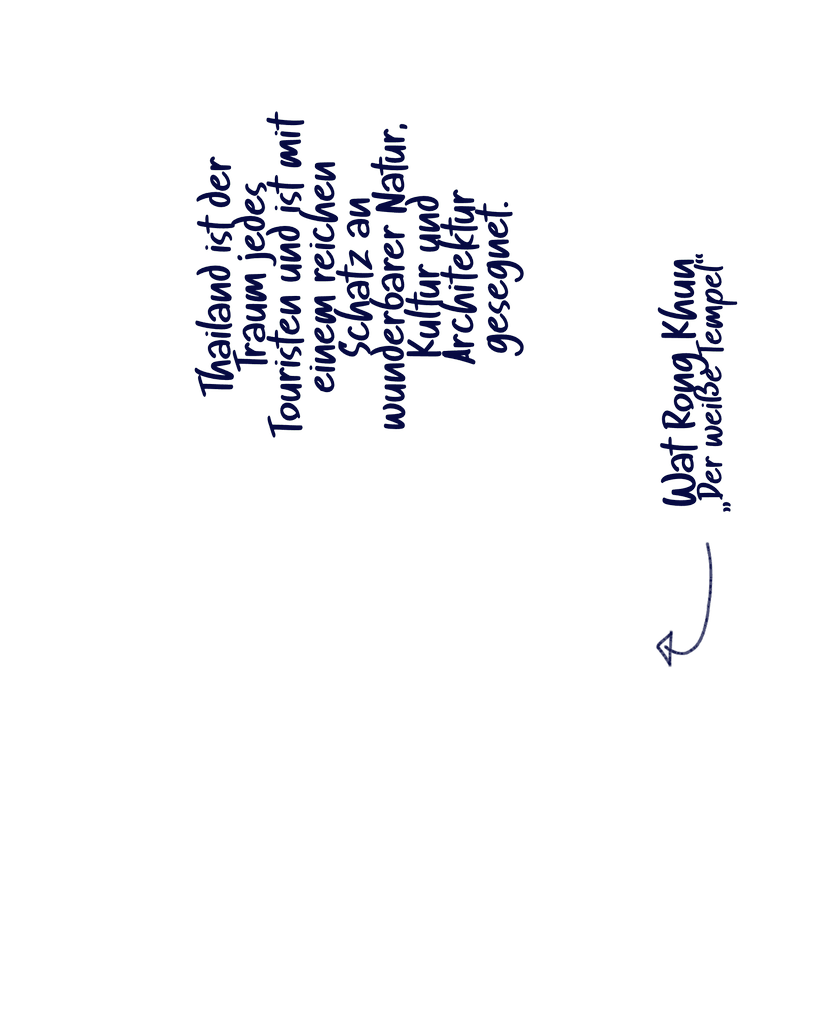 Thailand ist der
Traum jedes
Touristen und ist mit
einem reichen
Schatz an
wunderbarer Natur,
Kultur und
Architektur
gesegnet.
Wat Rong Khun
„Der weiße Tempel“